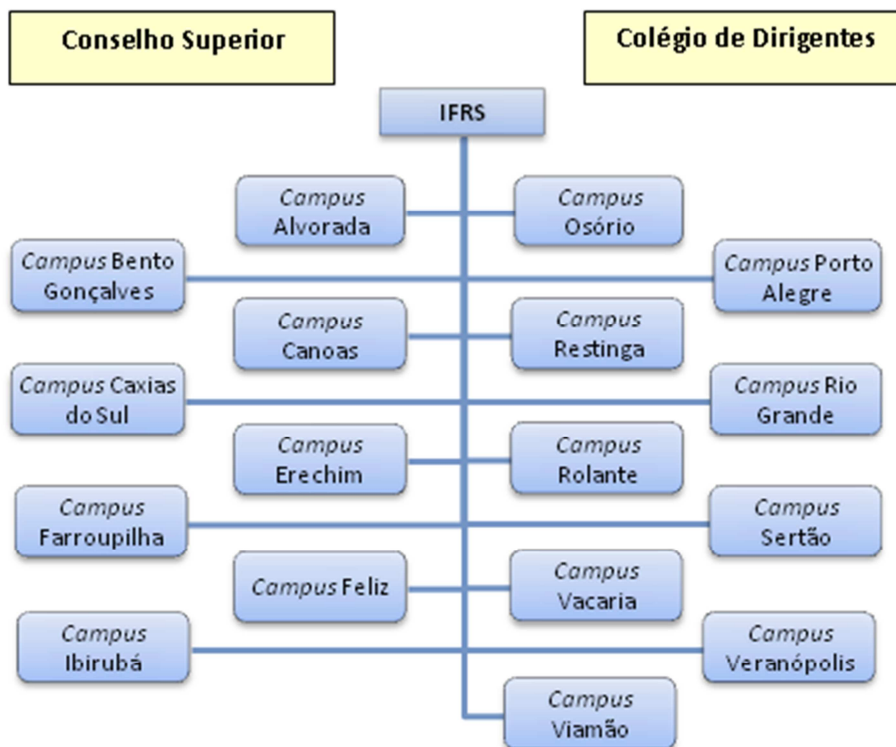 Conselho Superior
Colégio de Dirigentes
IFRS
Campus
Alvorada
Campus
Osório
Campus Bento
Gonçalves
Campus Porto
Alegre
Campus
Canoas
Campus
Restinga
Campus Caxias
do Sul
Campus Rio
Grande
Campus
Erechim
Campus
Rolante
Campus
Farroupilha
Campus
Sertão
Campus Feliz
Campus
Vacaria
Campus
Ibirubá
Campus
Veranópolis
Campus
Viamão